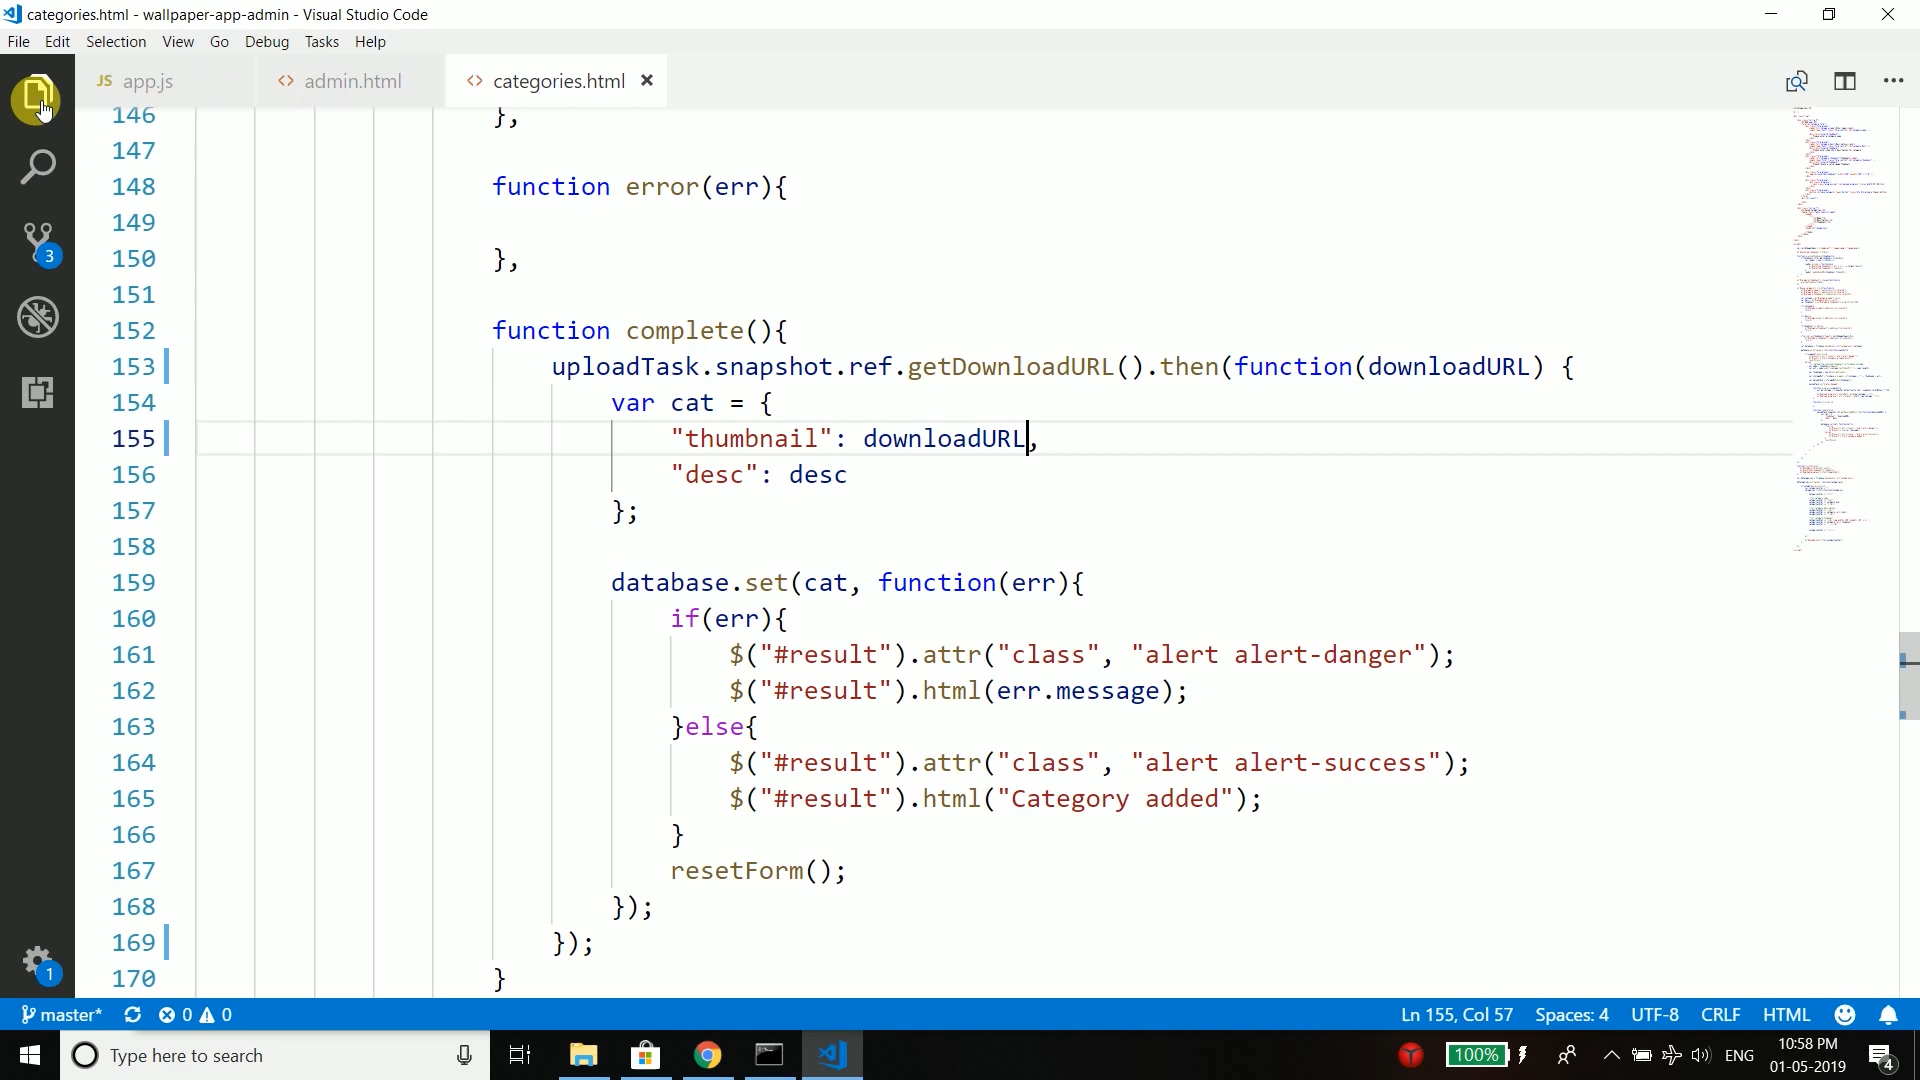 categories.html - wallpaper-app-admin - Visual Studio Code
File Edit Selection View Go Debug Tasks Help
JS app.js <> admin.html <> categories.html
146 },
147
148 function error(err){
149
150 },
151
152 function complete(){
153 uploadTask.snapshot.ref.getDownloadURL().then(function(downloadURL) {
154 var cat = {
155 "thumbnail": downloadURL,
156 "desc": desc
157 };
158
159 database.set(cat, function(err){
160 if(err){
161 $("#result").attr("class", "alert alert-danger");
162 $("#result").html(err.message);
163 }else{
164 $("#result").attr("class", "alert alert-success");
165 $("#result").html("Category added");
166 }
167 resetForm();
168 });
169 });
170 }
3
1
master* 0 0 Ln 155, Col 57 Spaces: 4 UTF-8 CRLF HTML
Type here to search 100% ENG 10:58 PM 01-05-2019 4